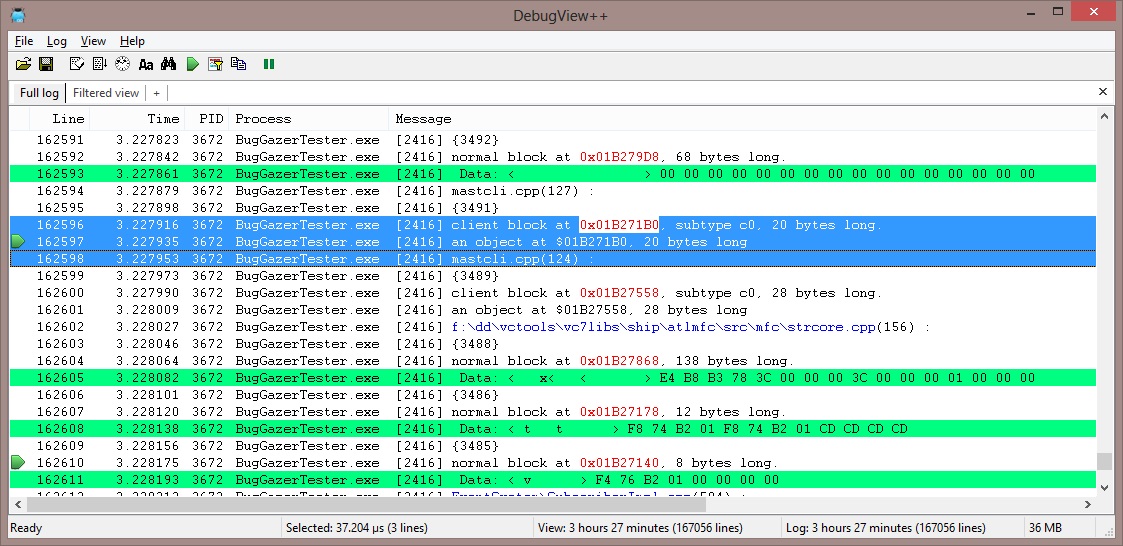 DebugView++
File Log View Help
Full log Filtered view +
Line Time PID Process Message
162591 3.227823 3672 BugGazerTester.exe [2416] {3492}
162592 3.227842 3672 BugGazerTester.exe [2416] normal block at 0x01B279D8, 68 bytes long.
162593 3.227861 3672 BugGazerTester.exe [2416] Data: < > 00 00 00 00 00 00 00 00 00 00 00 00 00 00 00 00
162594 3.227879 3672 BugGazerTester.exe [2416] mastcli.cpp(127) :
162595 3.227898 3672 BugGazerTester.exe [2416] {3491}
162596 3.227916 3672 BugGazerTester.exe [2416] client block at 0x01B271B0, subtype c0, 20 bytes long.
162597 3.227935 3672 BugGazerTester.exe [2416] an object at $01B271B0, 20 bytes long
162598 3.227953 3672 BugGazerTester.exe [2416] mastcli.cpp(124) :
162599 3.227973 3672 BugGazerTester.exe [2416] {3489}
162600 3.227990 3672 BugGazerTester.exe [2416] client block at 0x01B27558, subtype c0, 28 bytes long.
162601 3.228009 3672 BugGazerTester.exe [2416] an object at $01B27558, 28 bytes long
162602 3.228027 3672 BugGazerTester.exe [2416] f:\dd\vctools\vc7libs\ship\atlmfc\src\mfc\strcore.cpp(156) :
162603 3.228046 3672 BugGazerTester.exe [2416] {3488}
162604 3.228064 3672 BugGazerTester.exe [2416] normal block at 0x01B27868, 138 bytes long.
162605 3.228082 3672 BugGazerTester.exe [2416] Data: < x< < > E4 B8 B3 78 3C 00 00 00 3C 00 00 00 01 00 00 00
162606 3.228101 3672 BugGazerTester.exe [2416] {3486}
162607 3.228120 3672 BugGazerTester.exe [2416] normal block at 0x01B27178, 12 bytes long.
162608 3.228138 3672 BugGazerTester.exe [2416] Data: < t t > F8 74 B2 01 F8 74 B2 01 CD CD CD CD
162609 3.228156 3672 BugGazerTester.exe [2416] {3485}
162610 3.228175 3672 BugGazerTester.exe [2416] normal block at 0x01B27140, 8 bytes long.
162611 3.228193 3672 BugGazerTester.exe [2416] Data: < v > F4 76 B2 01 00 00 00 00
Ready Selected: 37.204 µs (3 lines) View: 3 hours 27 minutes (167056 lines) Log: 3 hours 27 minutes (167056 lines) 36 MB